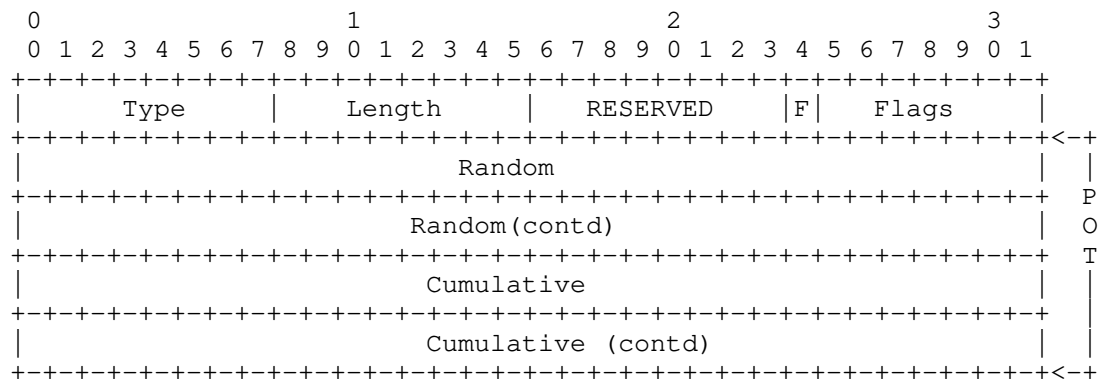 0                   1                   2                   3
 0 1 2 3 4 5 6 7 8 9 0 1 2 3 4 5 6 7 8 9 0 1 2 3 4 5 6 7 8 9 0 1
+-+-+-+-+-+-+-+-+-+-+-+-+-+-+-+-+-+-+-+-+-+-+-+-+-+-+-+-+-+-+-+-+
|      Type     |    Length     |   RESERVED    |F|   Flags     |
+-+-+-+-+-+-+-+-+-+-+-+-+-+-+-+-+-+-+-+-+-+-+-+-+-+-+-+-+-+-+-+-+<-+
|                           Random                              |  |
+-+-+-+-+-+-+-+-+-+-+-+-+-+-+-+-+-+-+-+-+-+-+-+-+-+-+-+-+-+-+-+-+  P
|                        Random(contd)                          |  O
+-+-+-+-+-+-+-+-+-+-+-+-+-+-+-+-+-+-+-+-+-+-+-+-+-+-+-+-+-+-+-+-+  T
|                         Cumulative                            |  |
+-+-+-+-+-+-+-+-+-+-+-+-+-+-+-+-+-+-+-+-+-+-+-+-+-+-+-+-+-+-+-+-+  |
|                         Cumulative (contd)                    |  |
+-+-+-+-+-+-+-+-+-+-+-+-+-+-+-+-+-+-+-+-+-+-+-+-+-+-+-+-+-+-+-+-+<-+